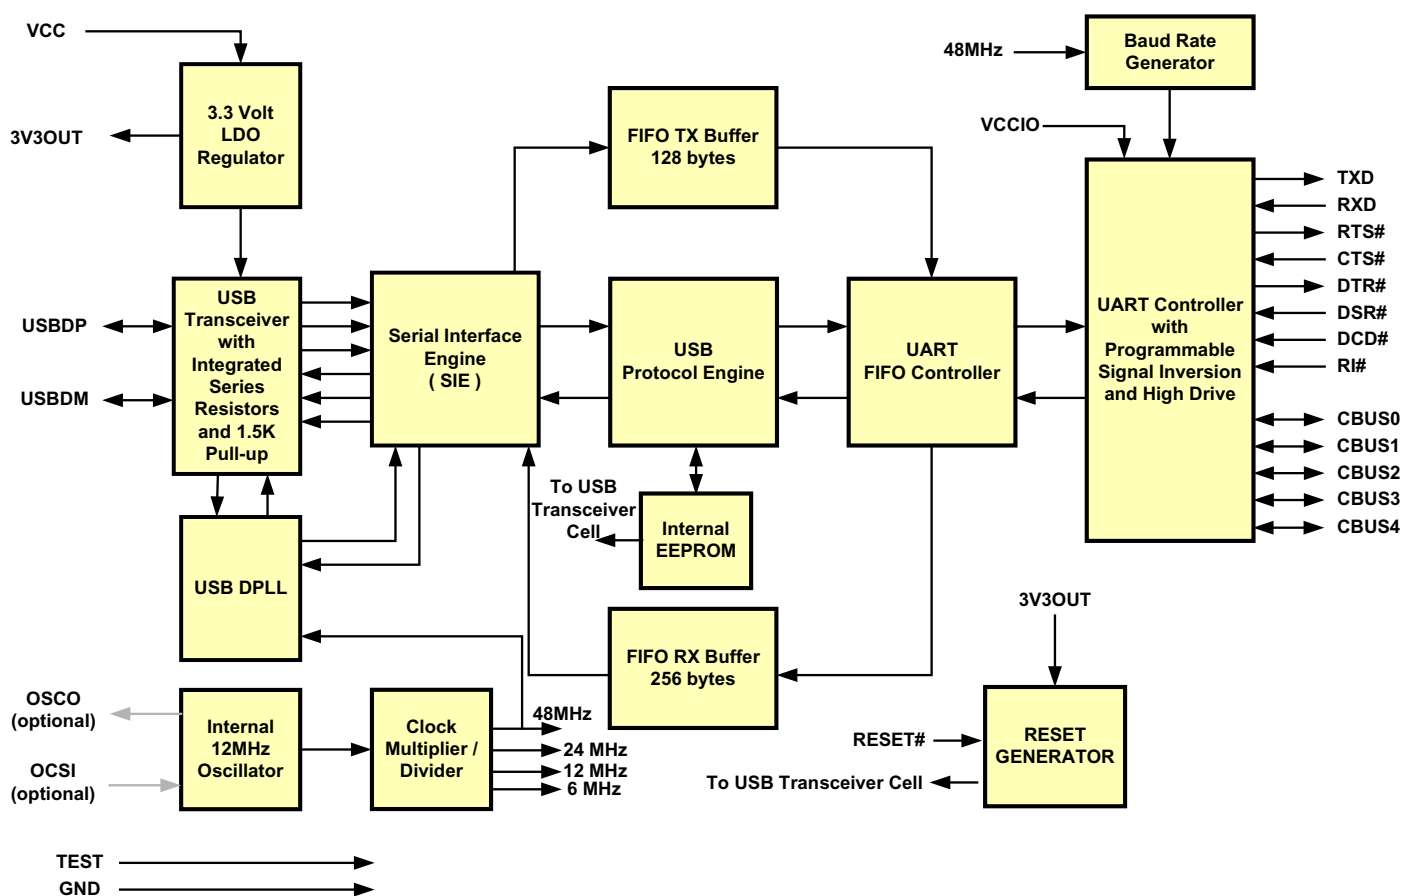 VCC
3V3OUT
3.3 Volt
LDO
Regulator
48MHz
Baud Rate
Generator
VCCIO
FIFO TX Buffer
128 bytes
USBDP
USBDM
USB
Transceiver
with
Integrated
Series
Resistors
and 1.5K
Pull-up
Serial Interface
Engine
( SIE )
USB
Protocol Engine
UART
FIFO Controller
UART Controller
with
Programmable
Signal Inversion
and High Drive
TXD
RXD
RTS#
CTS#
DTR#
DSR#
DCD#
RI#
CBUS0
CBUS1
CBUS2
CBUS3
CBUS4
USB DPLL
To USB
Transceiver
Cell
Internal
EEPROM
FIFO RX Buffer
256 bytes
OSCO
(optional)
OCSI
(optional)
Internal
12MHz
Oscillator
Clock
Multiplier /
Divider
48MHz
24 MHz
12 MHz
6 MHz
3V3OUT
RESET#
To USB Transceiver Cell
RESET
GENERATOR
TEST
GND